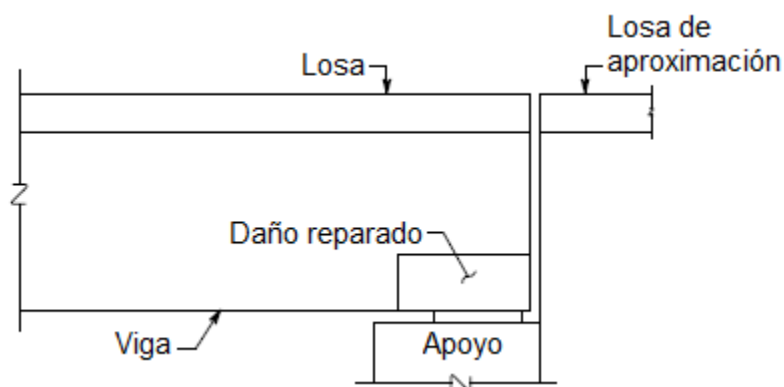 Losa de
aproximación
Losa
Daño reparado
Viga
Apoyo